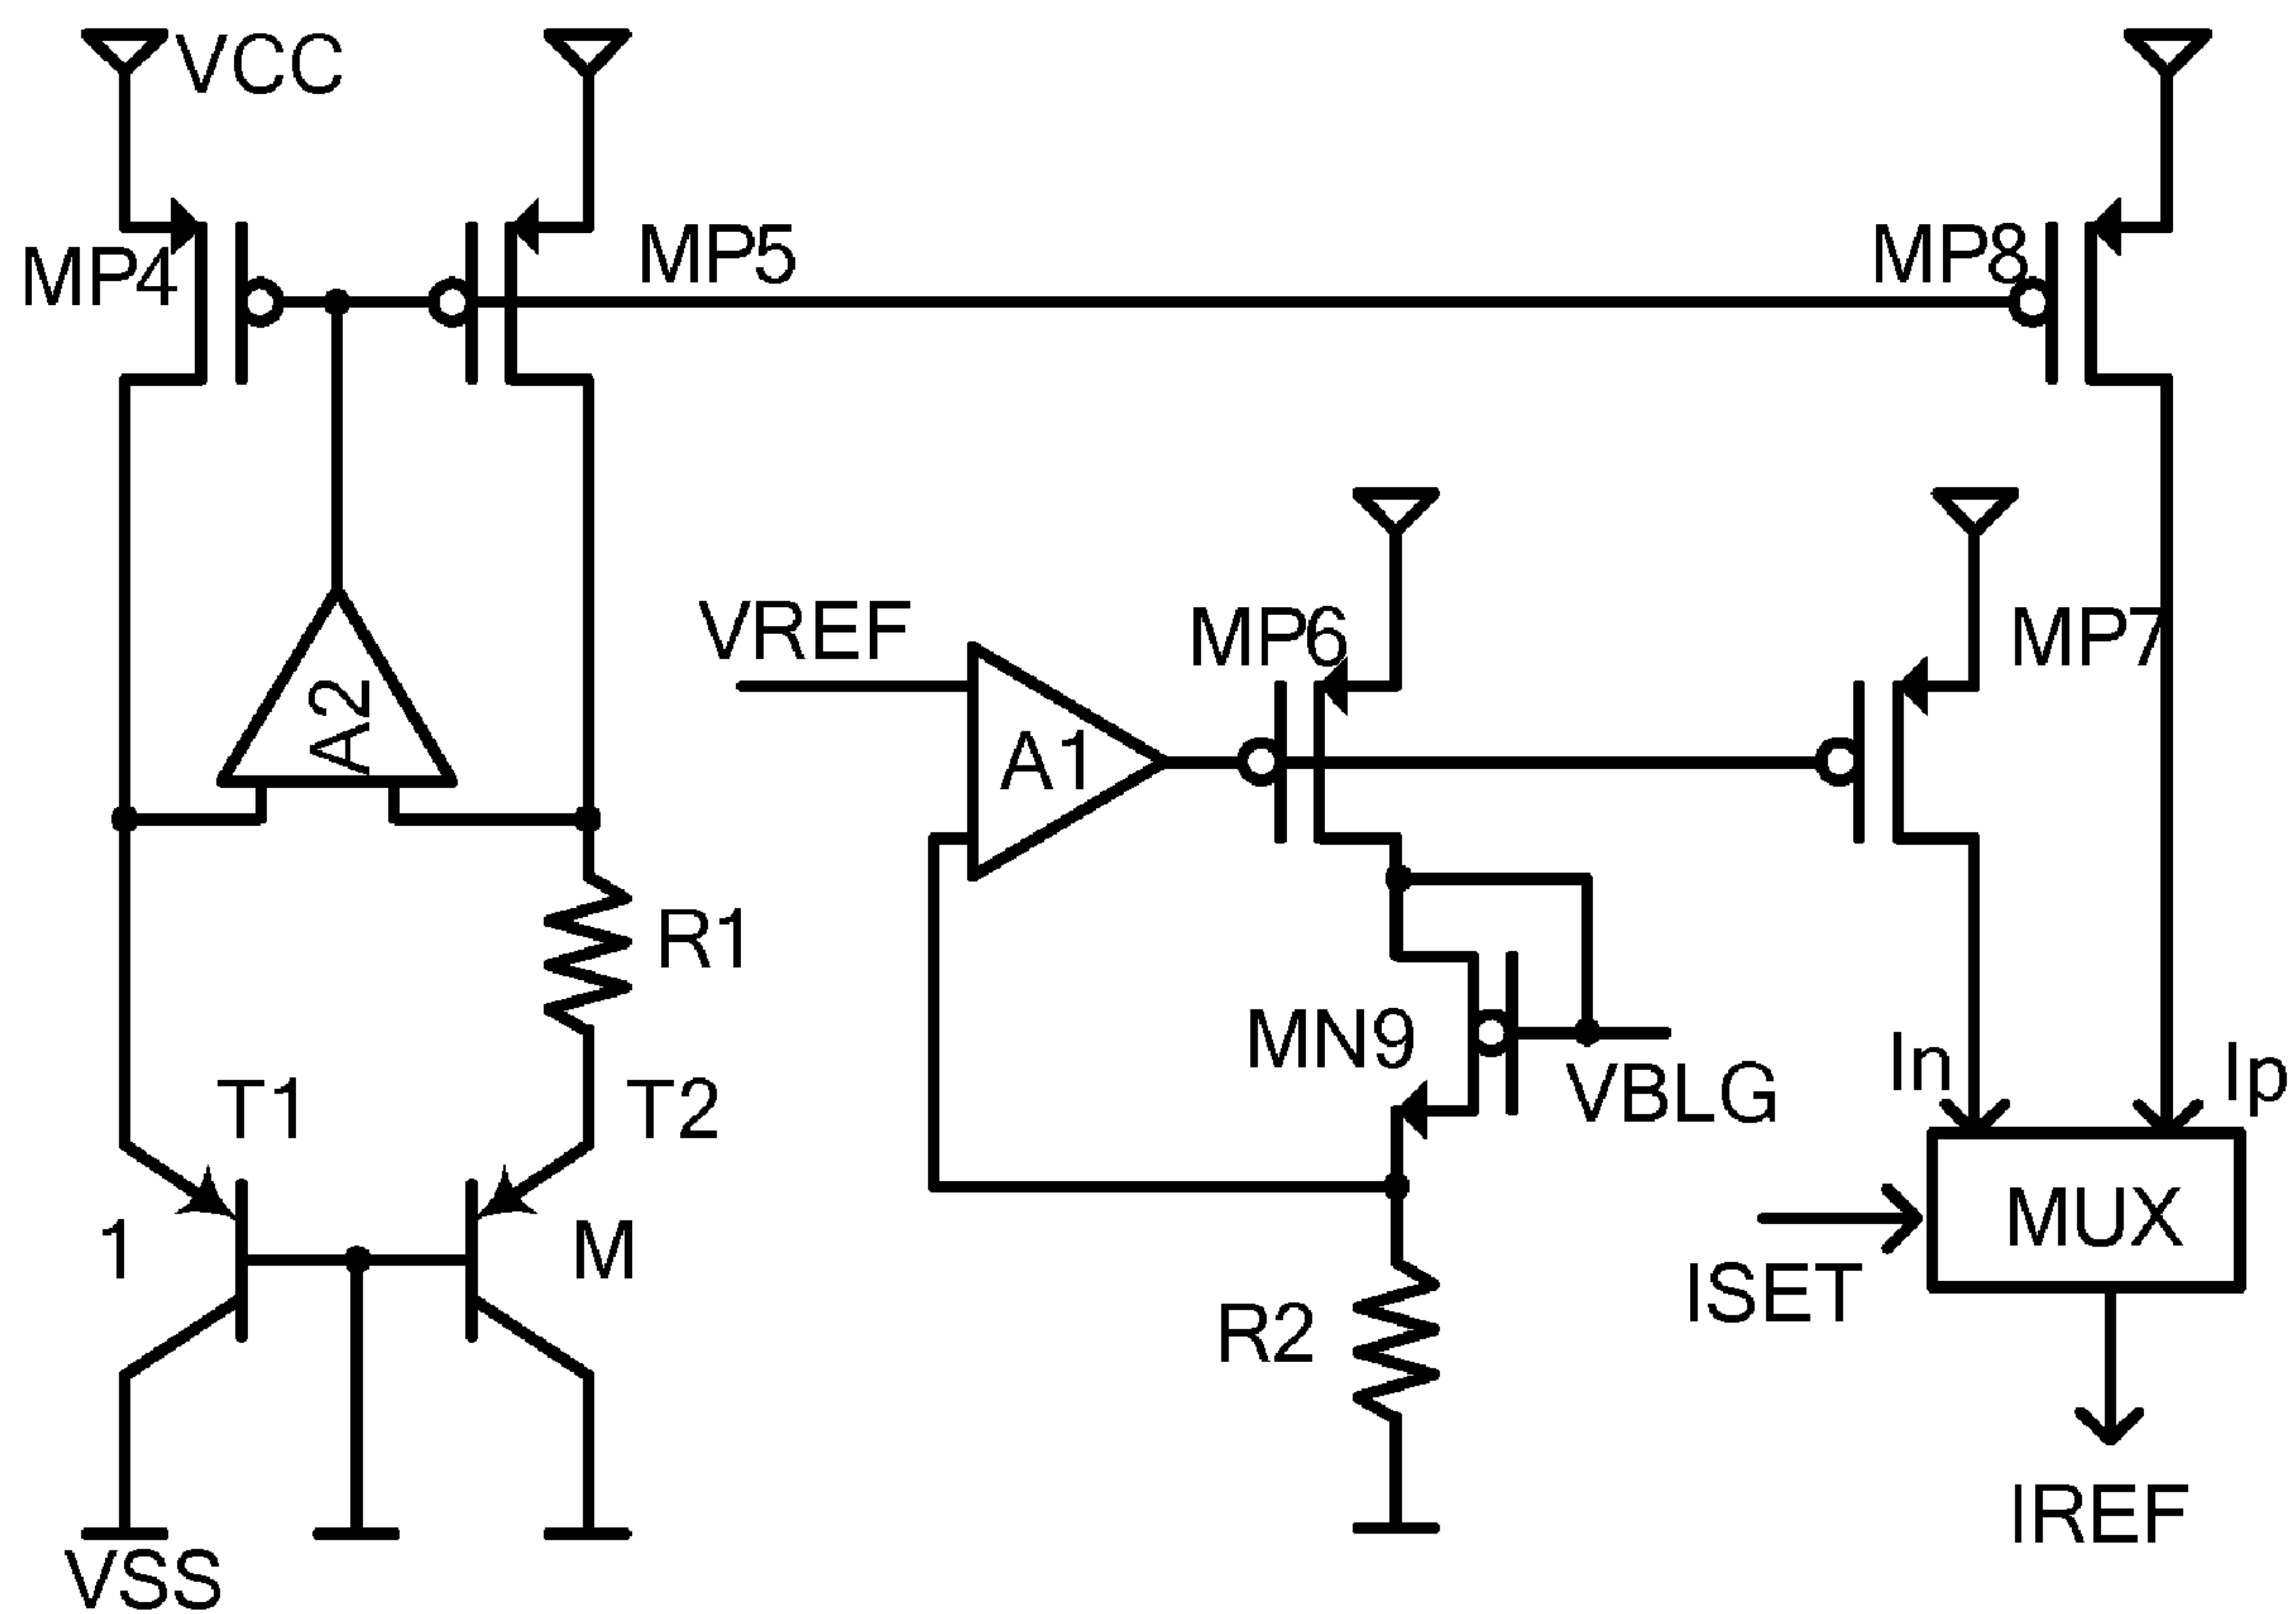 VCC
MP4
MP5
MP8
VREF
MP6
MP7
A2
A1
R1
MN9
VBLG
In
Ip
T1
T2
1
M
MUX
ISET
R2
IREF
VSS